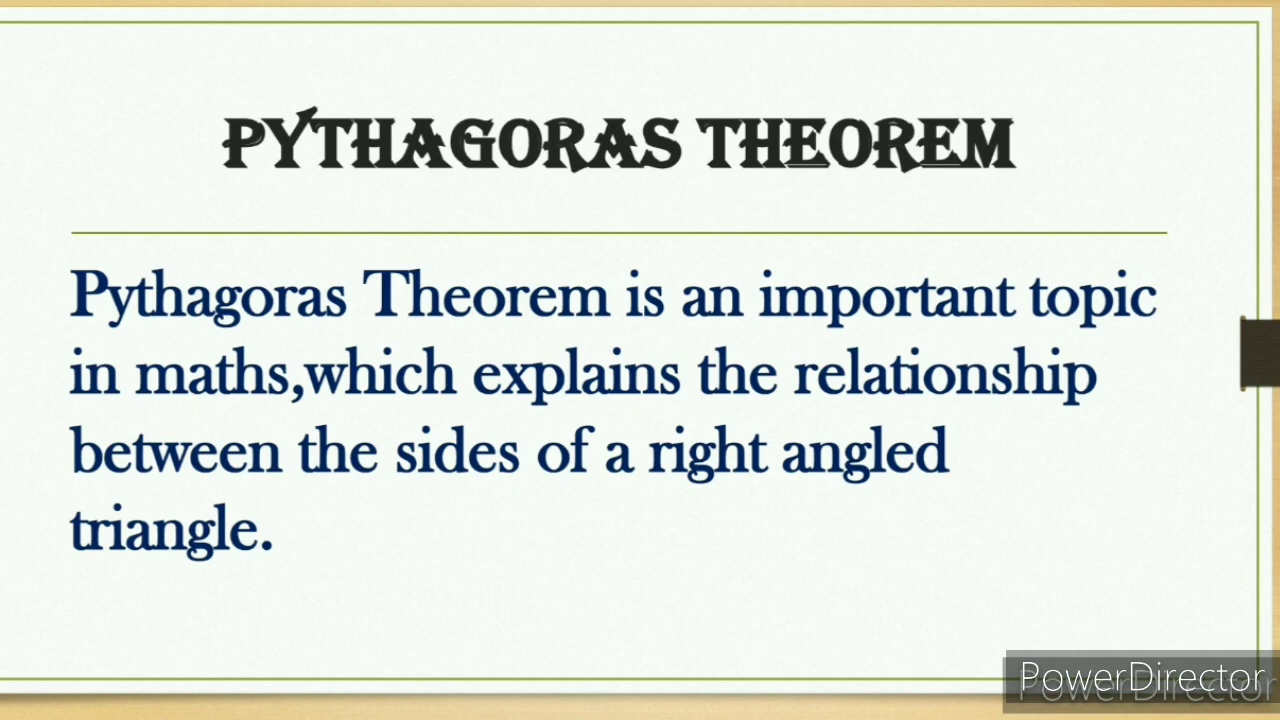 PYTHAGORAS THEOREM
Pythagoras Theorem is an important topic
in maths,which explains the relationship
between the sides of a right angled
triangle.
PowerDirector